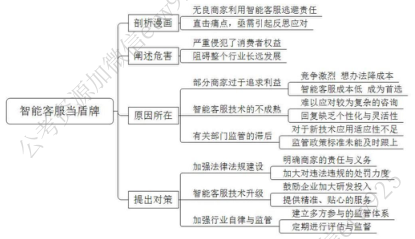 智能客服当盾牌
剖析漫画
无良商家利用智能客服逃避责任
直击痛点，亟需引起反思应对
阐述危害
严重侵犯了消费者权益
阻碍整个行业长远发展
原因所在
部分商家过于追求利益
竞争激烈 想办法降成本
智能客服成本低 成为首选
智能客服技术的不成熟
难以应对较为复杂的咨询
回复缺乏个性化与灵活性
有关部门监管的滞后
对于新技术应用适应性不足
监管政策标准未能及时跟上
提出对策
加强法律法规建设
明确商家的责任与义务
加大对违法违规的处罚力度
智能客服技术升级
鼓励企业加大研发投入
提供精准、贴心的服务
加强行业自律与监管
建立多方参与的监管体系
定期进行评估与监督